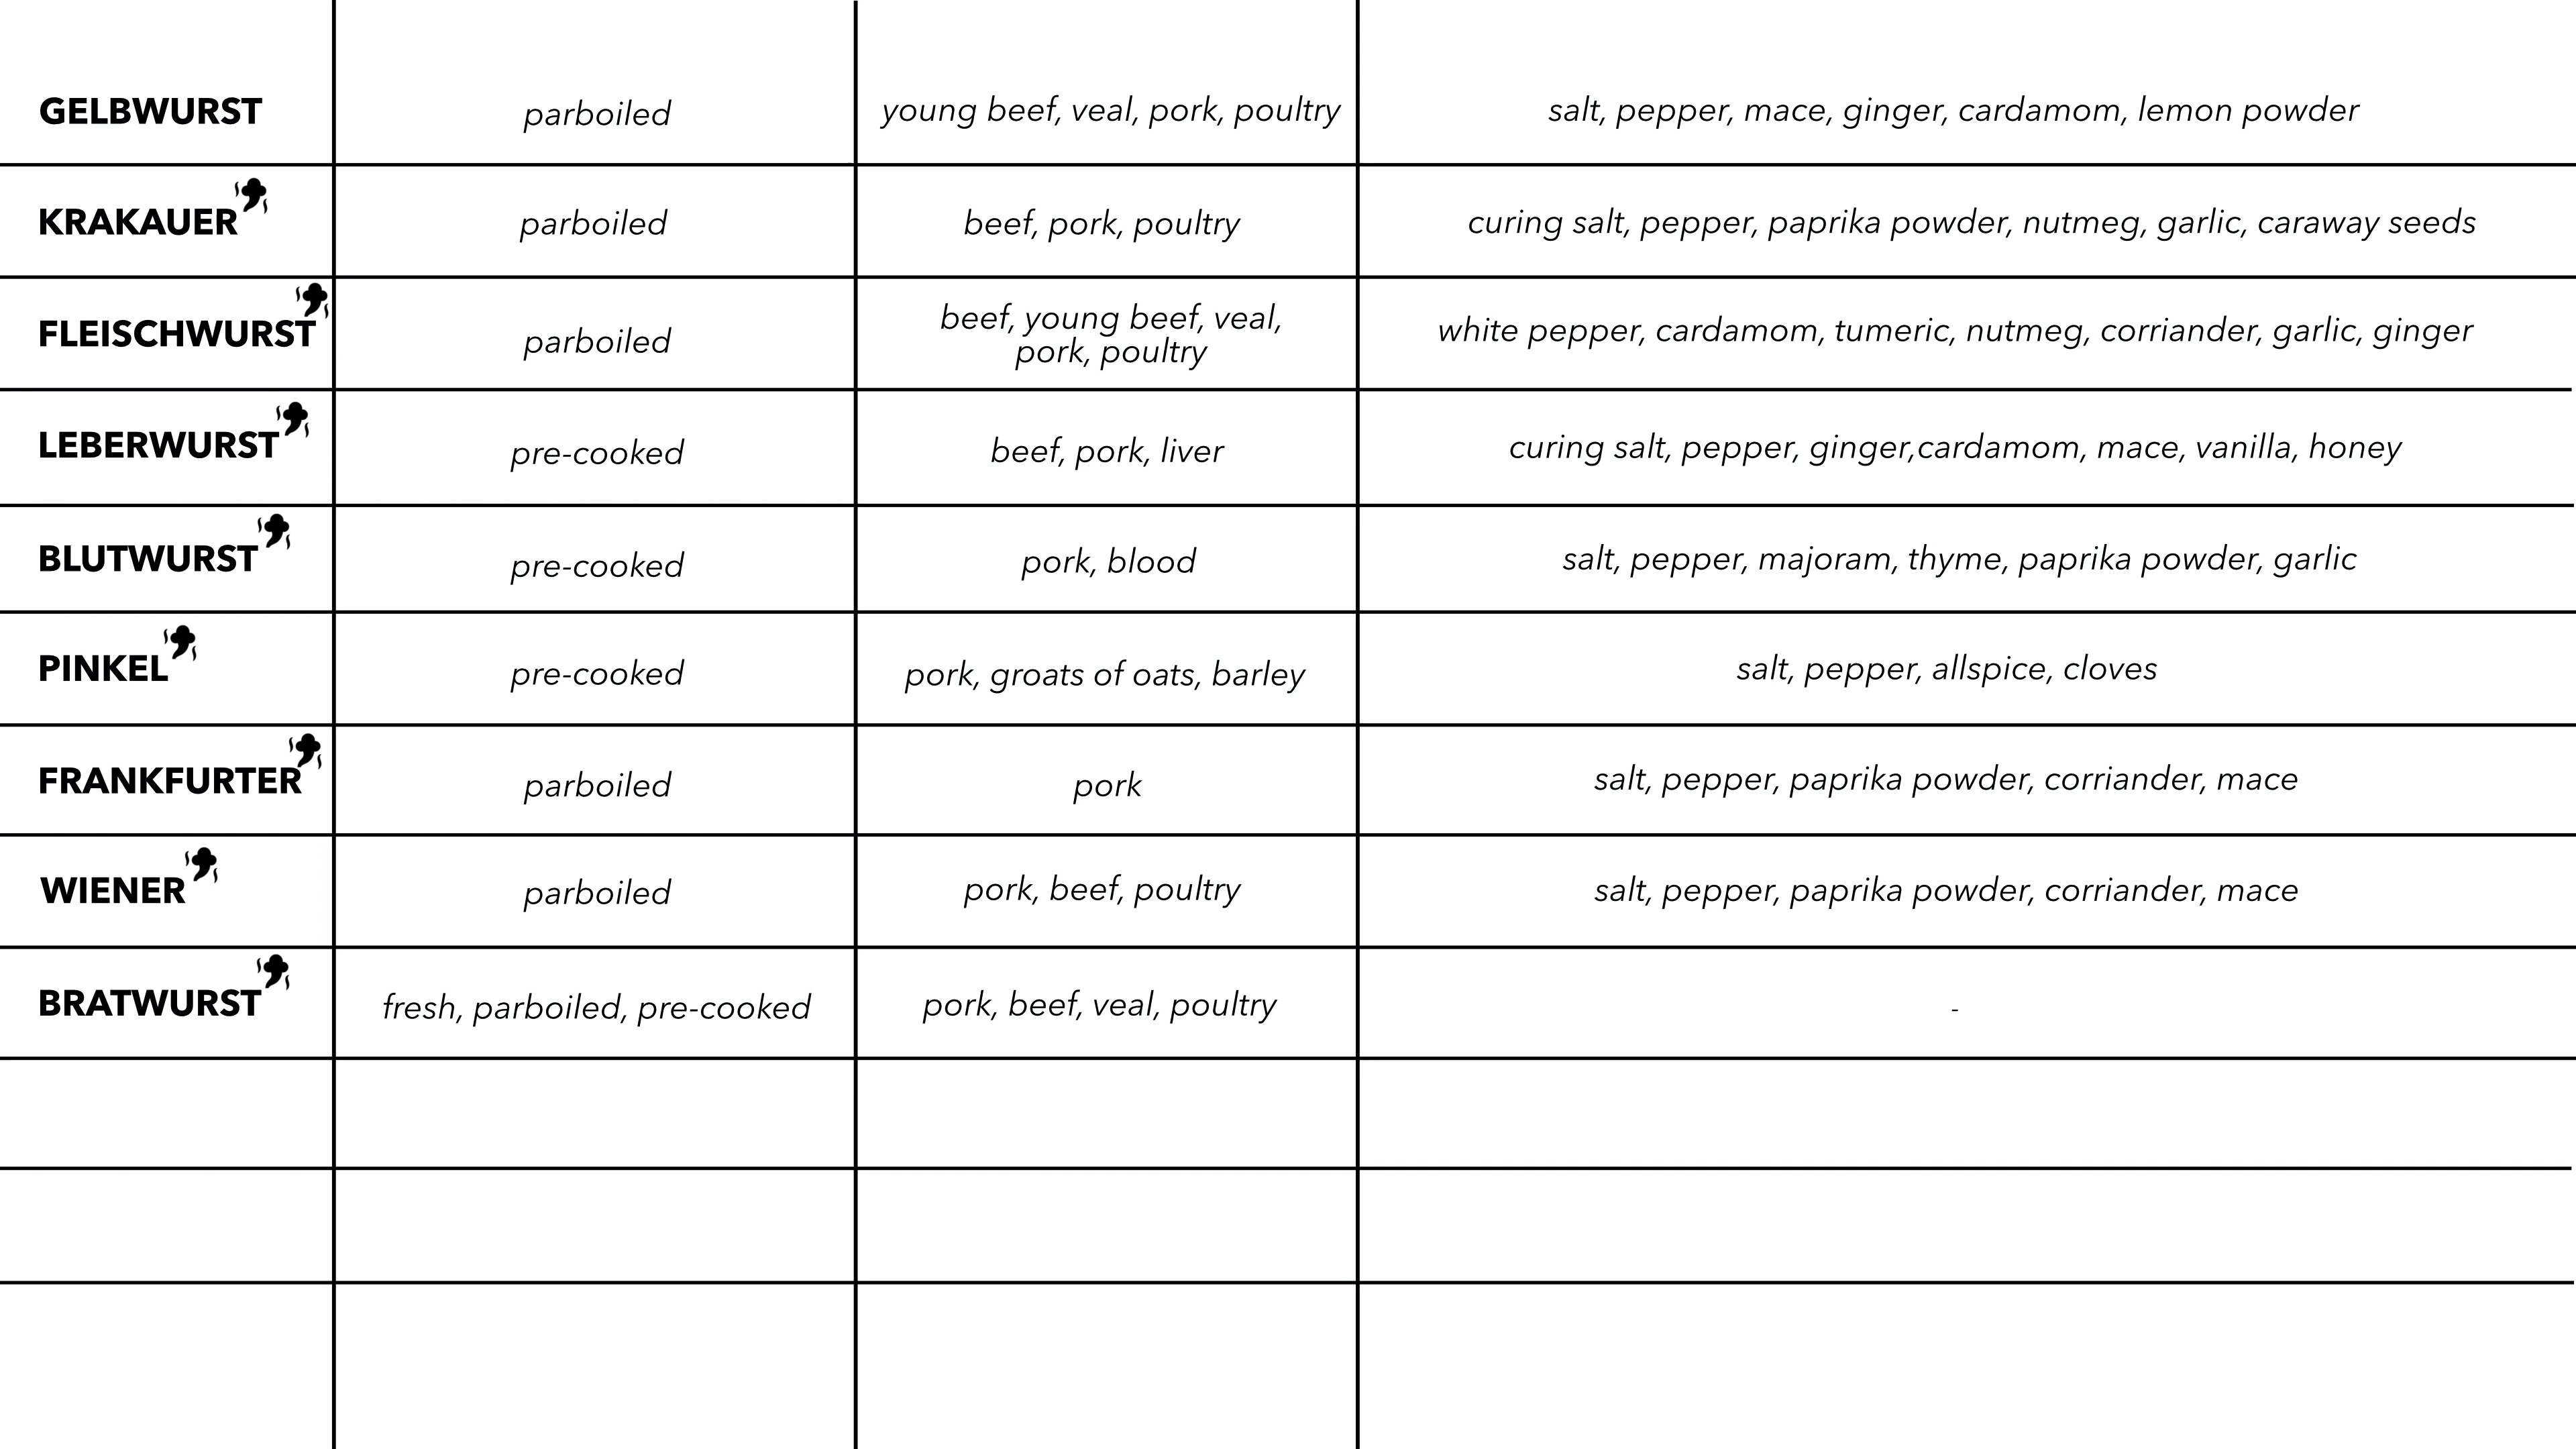 GELBWURST parboiled young beef, veal, pork, poultry salt, pepper, mace, ginger, cardamom, lemon powder
KRAKAUER parboiled beef, pork, poultry curing salt, pepper, paprika powder, nutmeg, garlic, caraway seeds
FLEISCHWURST parboiled beef, young beef, veal,
pork, poultry white pepper, cardamom, tumeric, nutmeg, corriander, garlic, ginger
LEBERWURST pre-cooked beef, pork, liver curing salt, pepper, ginger,cardamom, mace, vanilla, honey
BLUTWURST pre-cooked pork, blood salt, pepper, majoram, thyme, paprika powder, garlic
PINKEL pre-cooked pork, groats of oats, barley salt, pepper, allspice, cloves
FRANKFURTER parboiled pork salt, pepper, paprika powder, corriander, mace
WIENER parboiled pork, beef, poultry salt, pepper, paprika powder, corriander, mace
BRATWURST fresh, parboiled, pre-cooked pork, beef, veal, poultry -